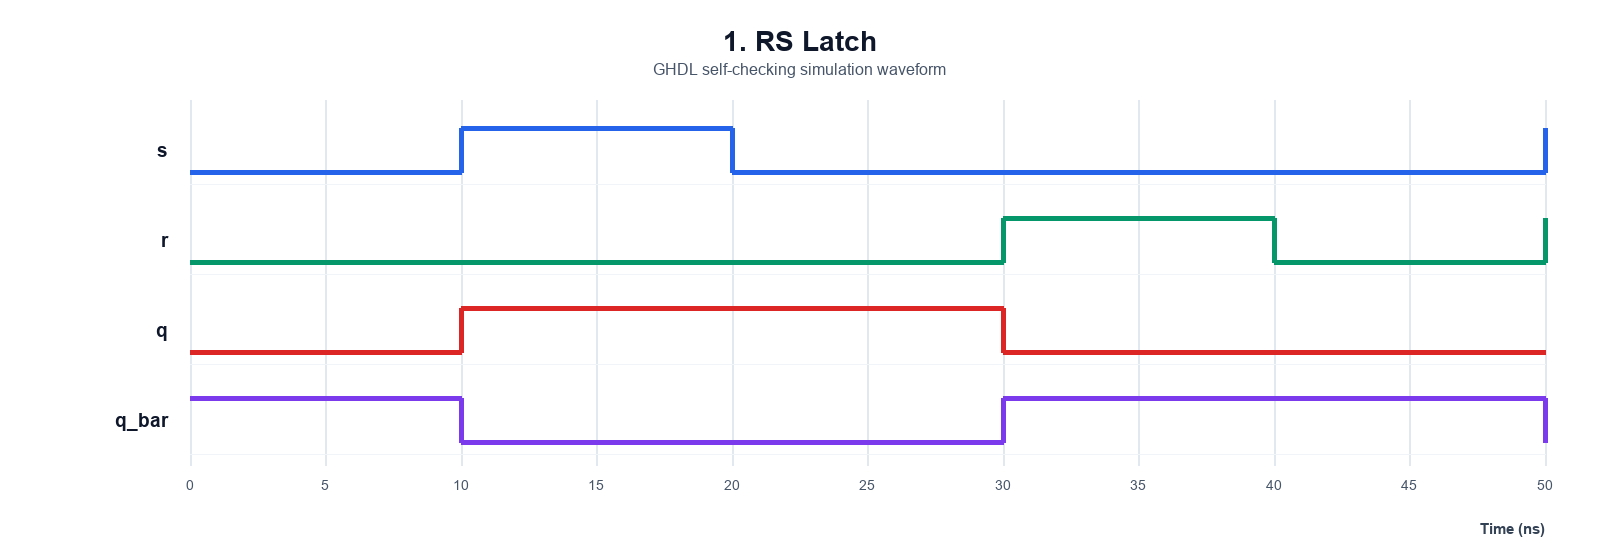 1. RS Latch
GHDL self-checking simulation waveform
s
r
q
q_bar
0 5 10 15 20 25 30 35 40 45 50
Time (ns)